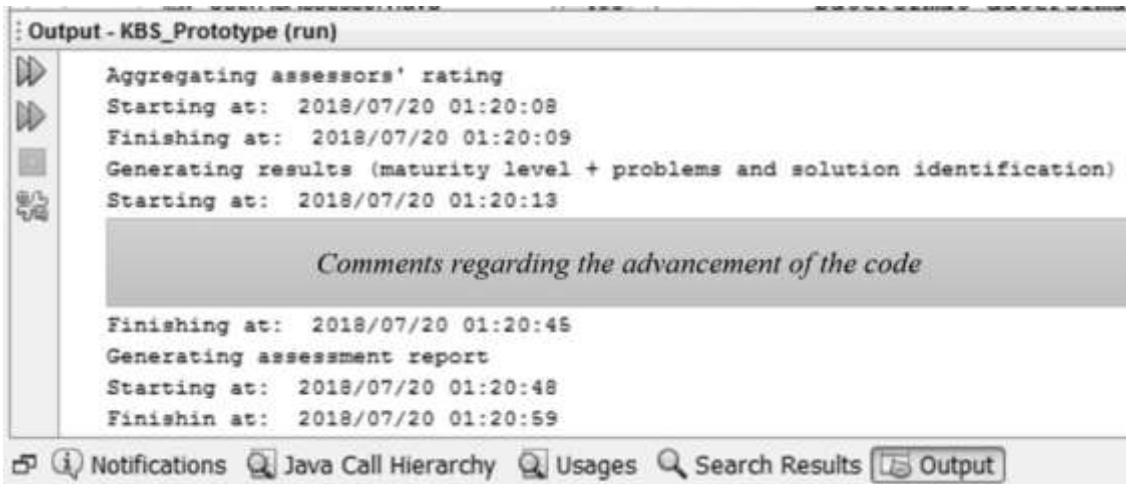 Output - KBS_Prototype (run)
Aggregating assessors' rating
Starting at: 2018/07/20 01:20:08
Finishing at: 2018/07/20 01:20:09
Generating results (maturity level + problems and solution identification)
Starting at: 2018/07/20 01:20:13
Comments regarding the advancement of the code
Finishing at: 2018/07/20 01:20:45
Generating assessment report
Starting at: 2018/07/20 01:20:48
Finishin at: 2018/07/20 01:20:59
Notifications Java Call Hierarchy Usages Search Results Output